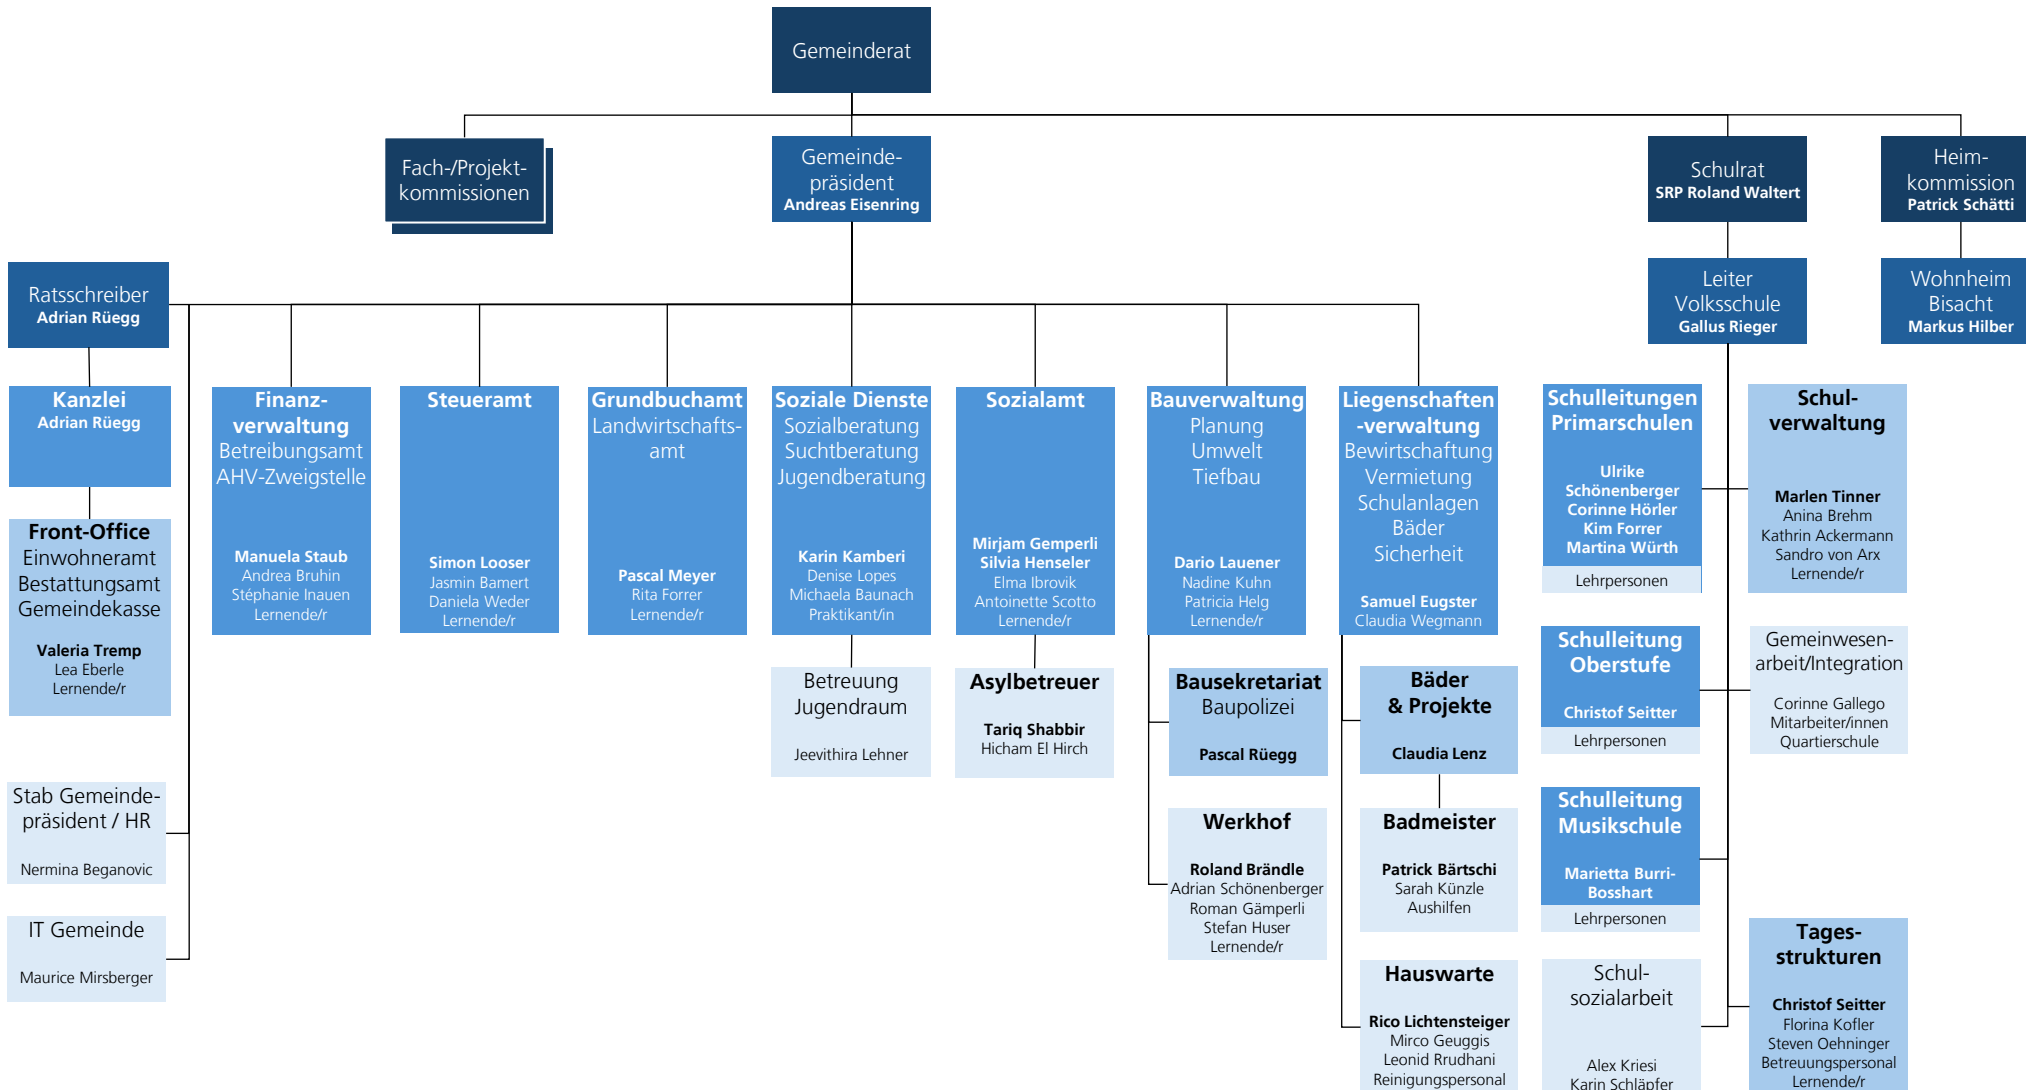 Gemeinderat
Fach-/Projekt-
kommissionen
Gemeinde-
präsident
Andreas Eisenring
Schulrat
SRP Roland Waltert
Heim-
kommission
Patrick Schätti
Ratsschreiber
Adrian Rüegg
Leiter
Volksschule
Gallus Rieger
Wohnheim
Bisacht
Markus Hilber
Kanzlei
Adrian Rüegg
Front-Office
Einwohneramt
Bestattungsamt
Gemeindekasse
Valeria Tremp
Lea Eberle
Lernende/r
Stab Gemeinde-
präsident / HR
Nermina Beganovic
IT Gemeinde
Maurice Mirsberger
Finanz-
verwaltung
Betreibungsamt
AHV-Zweigstelle
Manuela Staub
Andrea Bruhin
Stéphanie Inauen
Lernende/r
Steueramt
Simon Looser
Jasmin Bamert
Daniela Weder
Lernende/r
Grundbuchamt
Landwirtschafts-
amt
Pascal Meyer
Rita Forrer
Lernende/r
Soziale Dienste
Sozialberatung
Suchtberatung
Jugendberatung
Karin Kamberi
Denise Lopes
Michaela Baunach
Praktikant/in
Betreuung
Jugendraum
Jeevithira Lehner
Sozialamt
Mirjam Gemperli
Silvia Henseler
Elma Ibrovik
Antoinette Scotto
Lernende/r
Asylbetreuer
Tariq Shabbir
Hicham El Hirch
Bauverwaltung
Planung
Umwelt
Tiefbau
Dario Lauener
Nadine Kuhn
Patricia Helg
Lernende/r
Bausekretariat
Baupolizei
Pascal Rüegg
Werkhof
Roland Brändle
Adrian Schönenberger
Roman Gämperli
Stefan Huser
Lernende/r
Liegenschaften
-verwaltung
Bewirtschaftung
Vermietung
Schulanlagen
Bäder
Sicherheit
Samuel Eugster
Claudia Wegmann
Bäder
& Projekte
Claudia Lenz
Badmeister
Patrick Bärtschi
Sarah Künzle
Aushilfen
Hauswarte
Rico Lichtensteiger
Mirco Geuggis
Leonid Rrudhani
Reinigungspersonal
Schulleitungen
Primarschulen
Ulrike
Schönenberger
Corinne Hörler
Kim Forrer
Martina Würth
Lehrpersonen
Schulleitung
Oberstufe
Christof Seitter
Lehrpersonen
Schulleitung
Musikschule
Marietta Burri-
Bosshart
Lehrpersonen
Schul-
sozialarbeit
Alex Kriesi
Karin Schläpfer
Schul-
verwaltung
Marlen Tinner
Anina Brehm
Kathrin Ackermann
Sandro von Arx
Lernende/r
Gemeinwesen-
arbeit/Integration
Corinne Gallego
Mitarbeiter/innen
Quartierschule
Tages-
strukturen
Christof Seitter
Florina Kofler
Steven Oehninger
Betreuungspersonal
Lernende/r